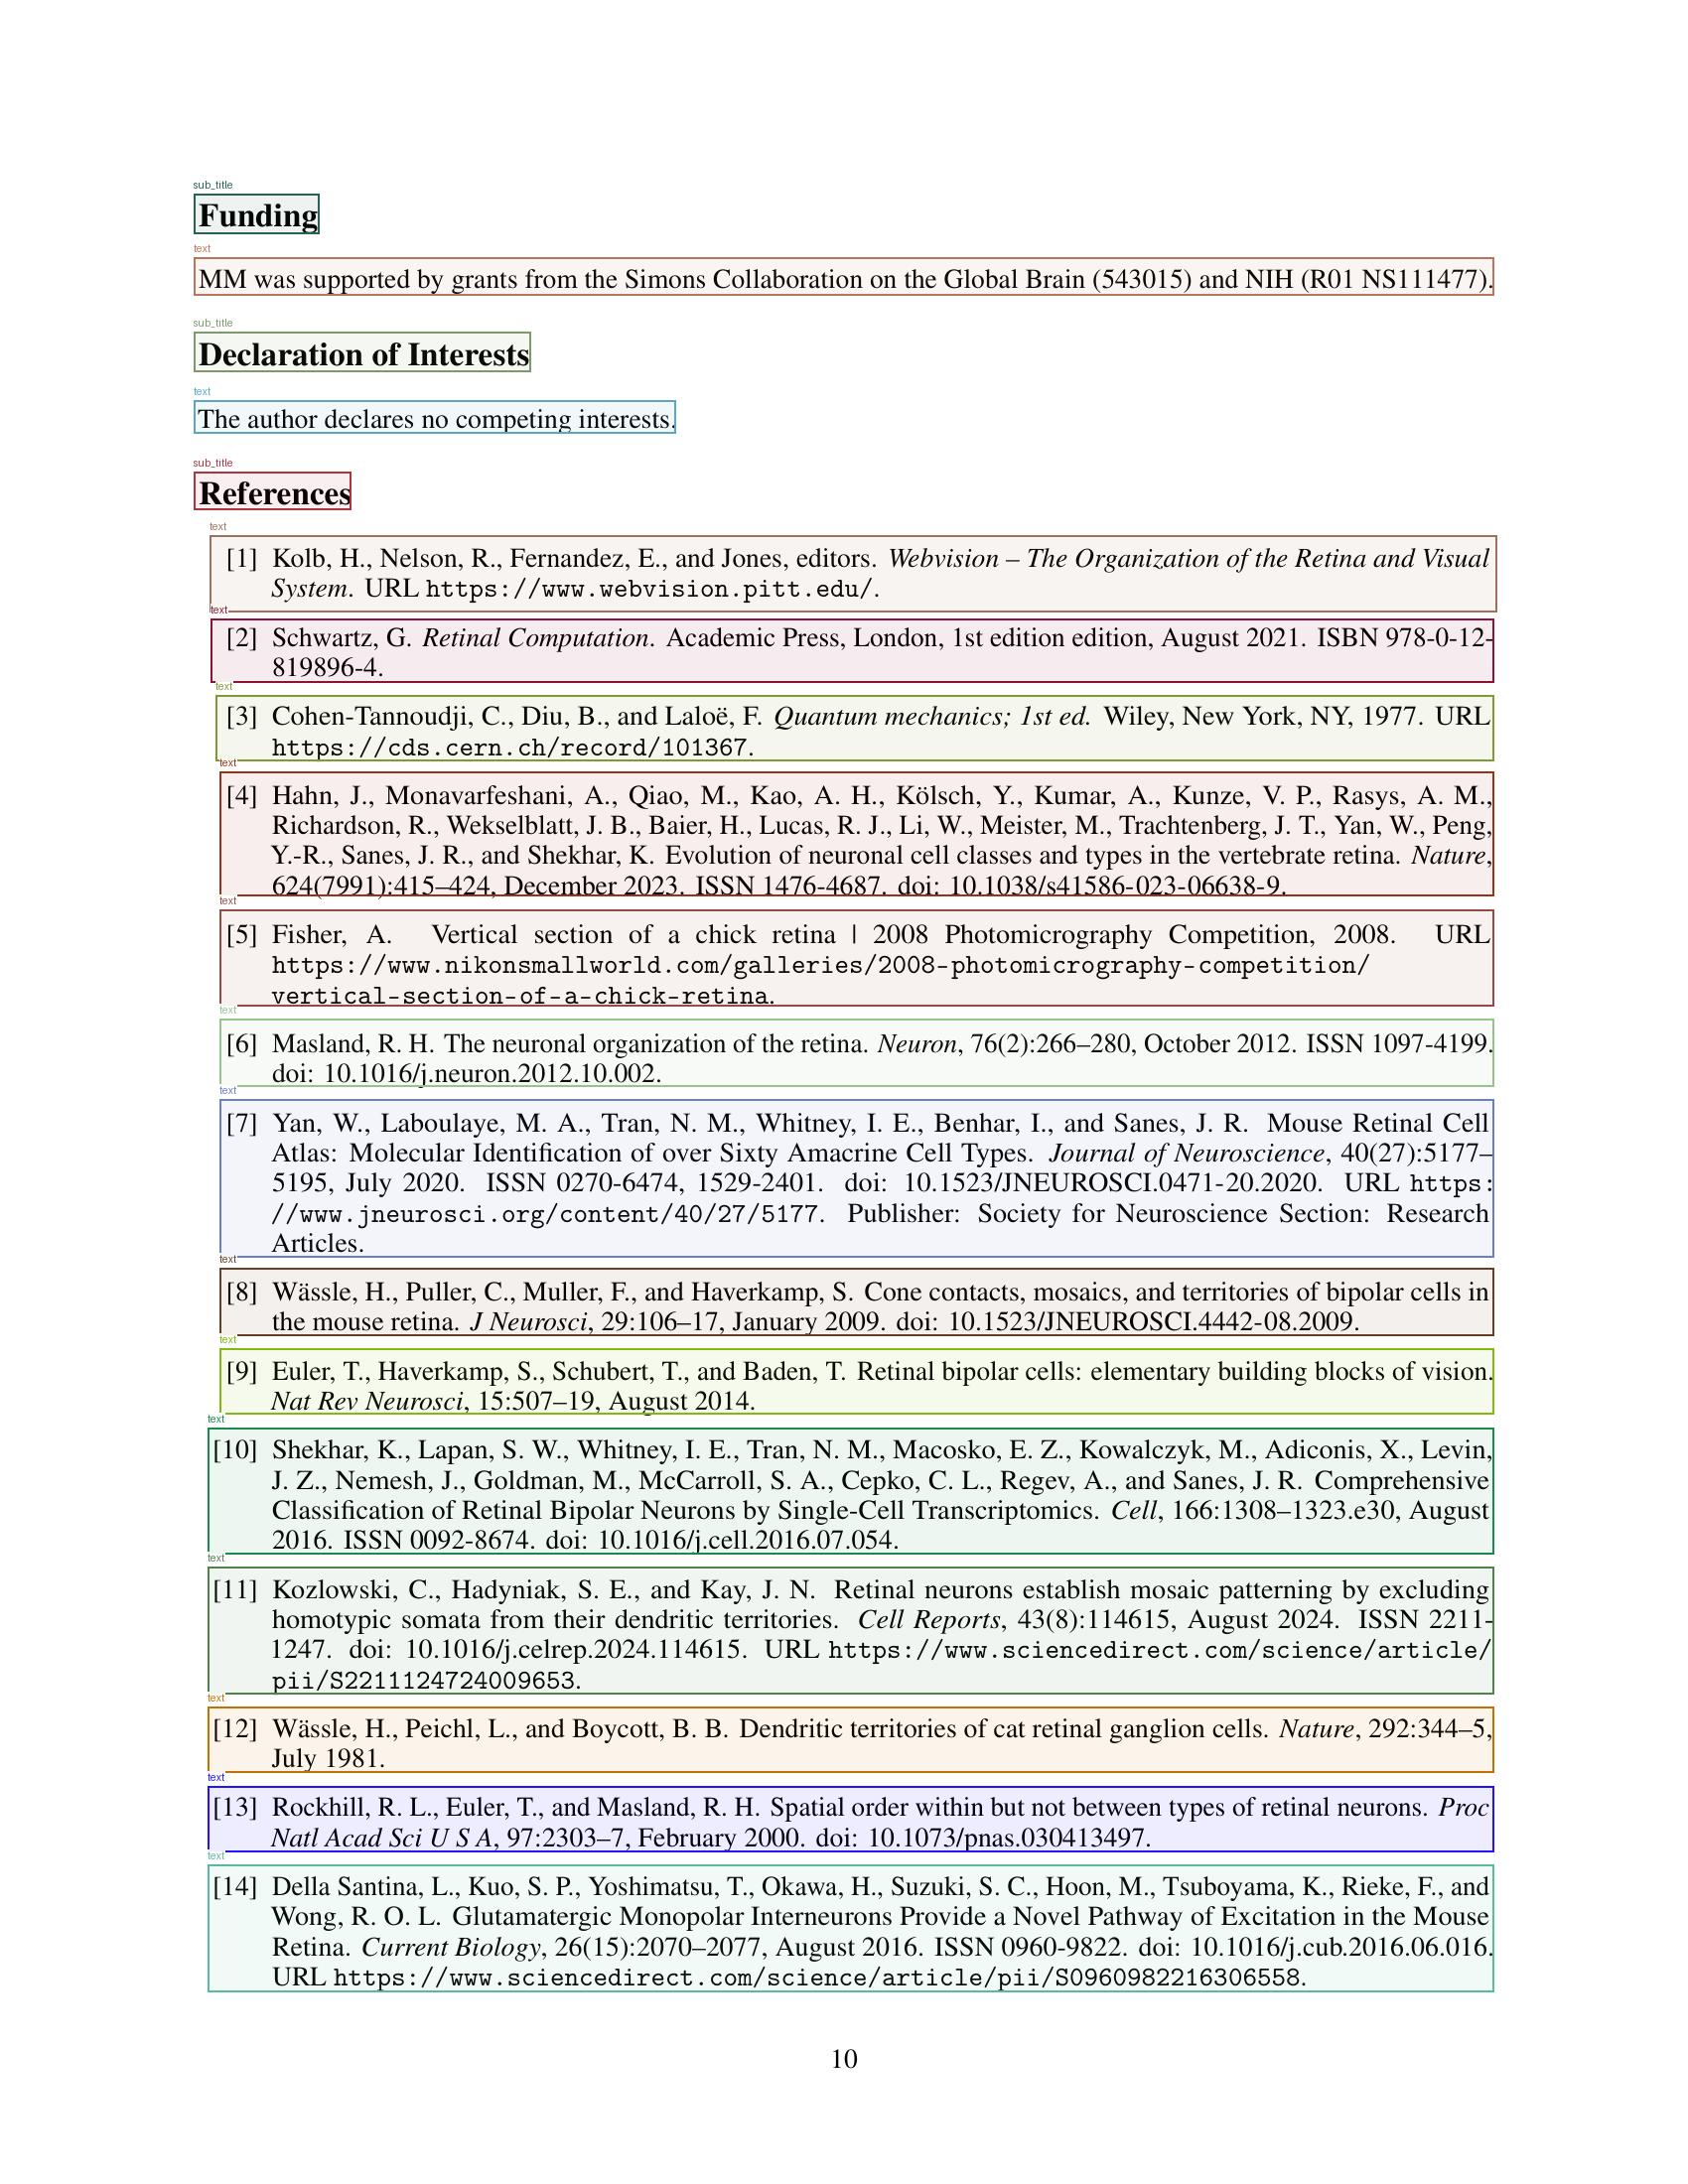 sub_title
Funding
text
MM was supported by grants from the Simons Collaboration on the Global Brain (543015) and NIH (R01 NS111477).
sub_title
Declaration of Interests
text
The author declares no competing interests.
sub_title
References
text
[1] Kolb, H., Nelson, R., Fernandez, E., and Jones, editors. Webvision – The Organization of the Retina and Visual
System. URL https://www.webvision.pitt.edu/.
text
[2] Schwartz, G. Retinal Computation. Academic Press, London, 1st edition edition, August 2021. ISBN 978-0-12-
819896-4.
text
[3] Cohen-Tannoudji, C., Diu, B., and Laloë, F. Quantum mechanics; 1st ed. Wiley, New York, NY, 1977. URL
https://cds.cern.ch/record/101367.
text
[4] Hahn, J., Monavarfeshani, A., Qiao, M., Kao, A. H., Kölsch, Y., Kumar, A., Kunze, V. P., Rasys, A. M.,
Richardson, R., Wekselblatt, J. B., Baier, H., Lucas, R. J., Li, W., Meister, M., Trachtenberg, J. T., Yan, W., Peng,
Y.-R., Sanes, J. R., and Shekhar, K. Evolution of neuronal cell classes and types in the vertebrate retina. Nature,
624(7991):415–424, December 2023. ISSN 1476-4687. doi: 10.1038/s41586-023-06638-9.
text
[5] Fisher, A. Vertical section of a chick retina | 2008 Photomicrography Competition, 2008. URL
https://www.nikonsmallworld.com/galleries/2008-photomicrography-competition/
vertical-section-of-a-chick-retina.
text
[6] Masland, R. H. The neuronal organization of the retina. Neuron, 76(2):266–280, October 2012. ISSN 1097-4199.
doi: 10.1016/j.neuron.2012.10.002.
text
[7] Yan, W., Laboulaye, M. A., Tran, N. M., Whitney, I. E., Benhar, I., and Sanes, J. R. Mouse Retinal Cell
Atlas: Molecular Identification of over Sixty Amacrine Cell Types. Journal of Neuroscience, 40(27):5177–
5195, July 2020. ISSN 0270-6474, 1529-2401. doi: 10.1523/JNEUROSCI.0471-20.2020. URL https:
//www.jneurosci.org/content/40/27/5177. Publisher: Society for Neuroscience Section: Research
Articles.
text
[8] Wässle, H., Puller, C., Muller, F., and Haverkamp, S. Cone contacts, mosaics, and territories of bipolar cells in
the mouse retina. J Neurosci, 29:106–17, January 2009. doi: 10.1523/JNEUROSCI.4442-08.2009.
text
[9] Euler, T., Haverkamp, S., Schubert, T., and Baden, T. Retinal bipolar cells: elementary building blocks of vision.
Nat Rev Neurosci, 15:507–19, August 2014.
text
[10] Shekhar, K., Lapan, S. W., Whitney, I. E., Tran, N. M., Macosko, E. Z., Kowalczyk, M., Adiconis, X., Levin,
J. Z., Nemesh, J., Goldman, M., McCarroll, S. A., Cepko, C. L., Regev, A., and Sanes, J. R. Comprehensive
Classification of Retinal Bipolar Neurons by Single-Cell Transcriptomics. Cell, 166:1308–1323.e30, August
2016. ISSN 0092-8674. doi: 10.1016/j.cell.2016.07.054.
text
[11] Kozlowski, C., Hadyniak, S. E., and Kay, J. N. Retinal neurons establish mosaic patterning by excluding
homotypic somata from their dendritic territories. Cell Reports, 43(8):114615, August 2024. ISSN 2211-
1247. doi: 10.1016/j.celrep.2024.114615. URL https://www.sciencedirect.com/science/article/
pii/S2211124724009653.
text
[12] Wässle, H., Peichl, L., and Boycott, B. B. Dendritic territories of cat retinal ganglion cells. Nature, 292:344–5,
July 1981.
text
[13] Rockhill, R. L., Euler, T., and Masland, R. H. Spatial order within but not between types of retinal neurons. Proc
Natl Acad Sci U S A, 97:2303–7, February 2000. doi: 10.1073/pnas.030413497.
text
[14] Della Santina, L., Kuo, S. P., Yoshimatsu, T., Okawa, H., Suzuki, S. C., Hoon, M., Tsuboyama, K., Rieke, F., and
Wong, R. O. L. Glutamatergic Monopolar Interneurons Provide a Novel Pathway of Excitation in the Mouse
Retina. Current Biology, 26(15):2070–2077, August 2016. ISSN 0960-9822. doi: 10.1016/j.cub.2016.06.016.
URL https://www.sciencedirect.com/science/article/pii/S0960982216306558.
10